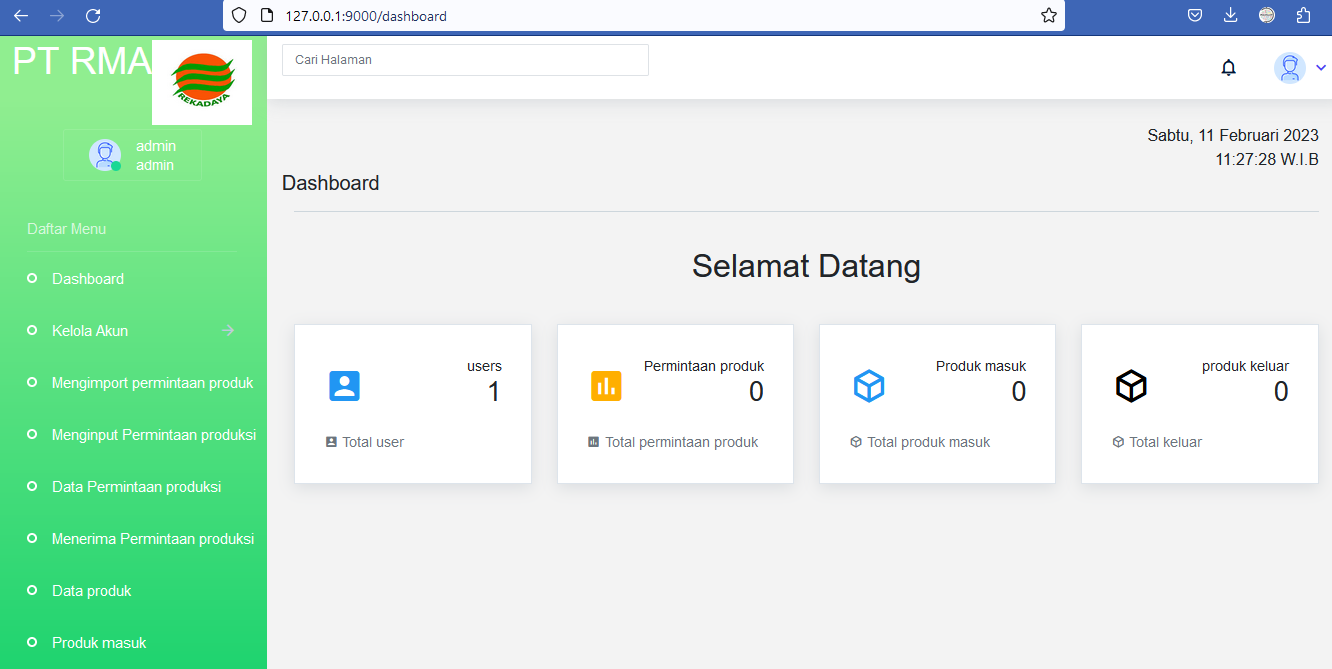 127.0.0.1:9000/dashboard
PT RMA
REKADAYA
admin
admin
Daftar Menu
Dashboard
Kelola Akun
Mengimport permintaan produk
Menginput Permintaan produksi
Data Permintaan produksi
Menerima Permintaan produksi
Data produk
Produk masuk
Cari Halaman
Sabtu, 11 Februari 2023
11:27:28 W.I.B
Dashboard
Selamat Datang
users
1
Total user
Permintaan produk
0
Total permintaan produk
Produk masuk
0
Total produk masuk
produk keluar
0
Total keluar